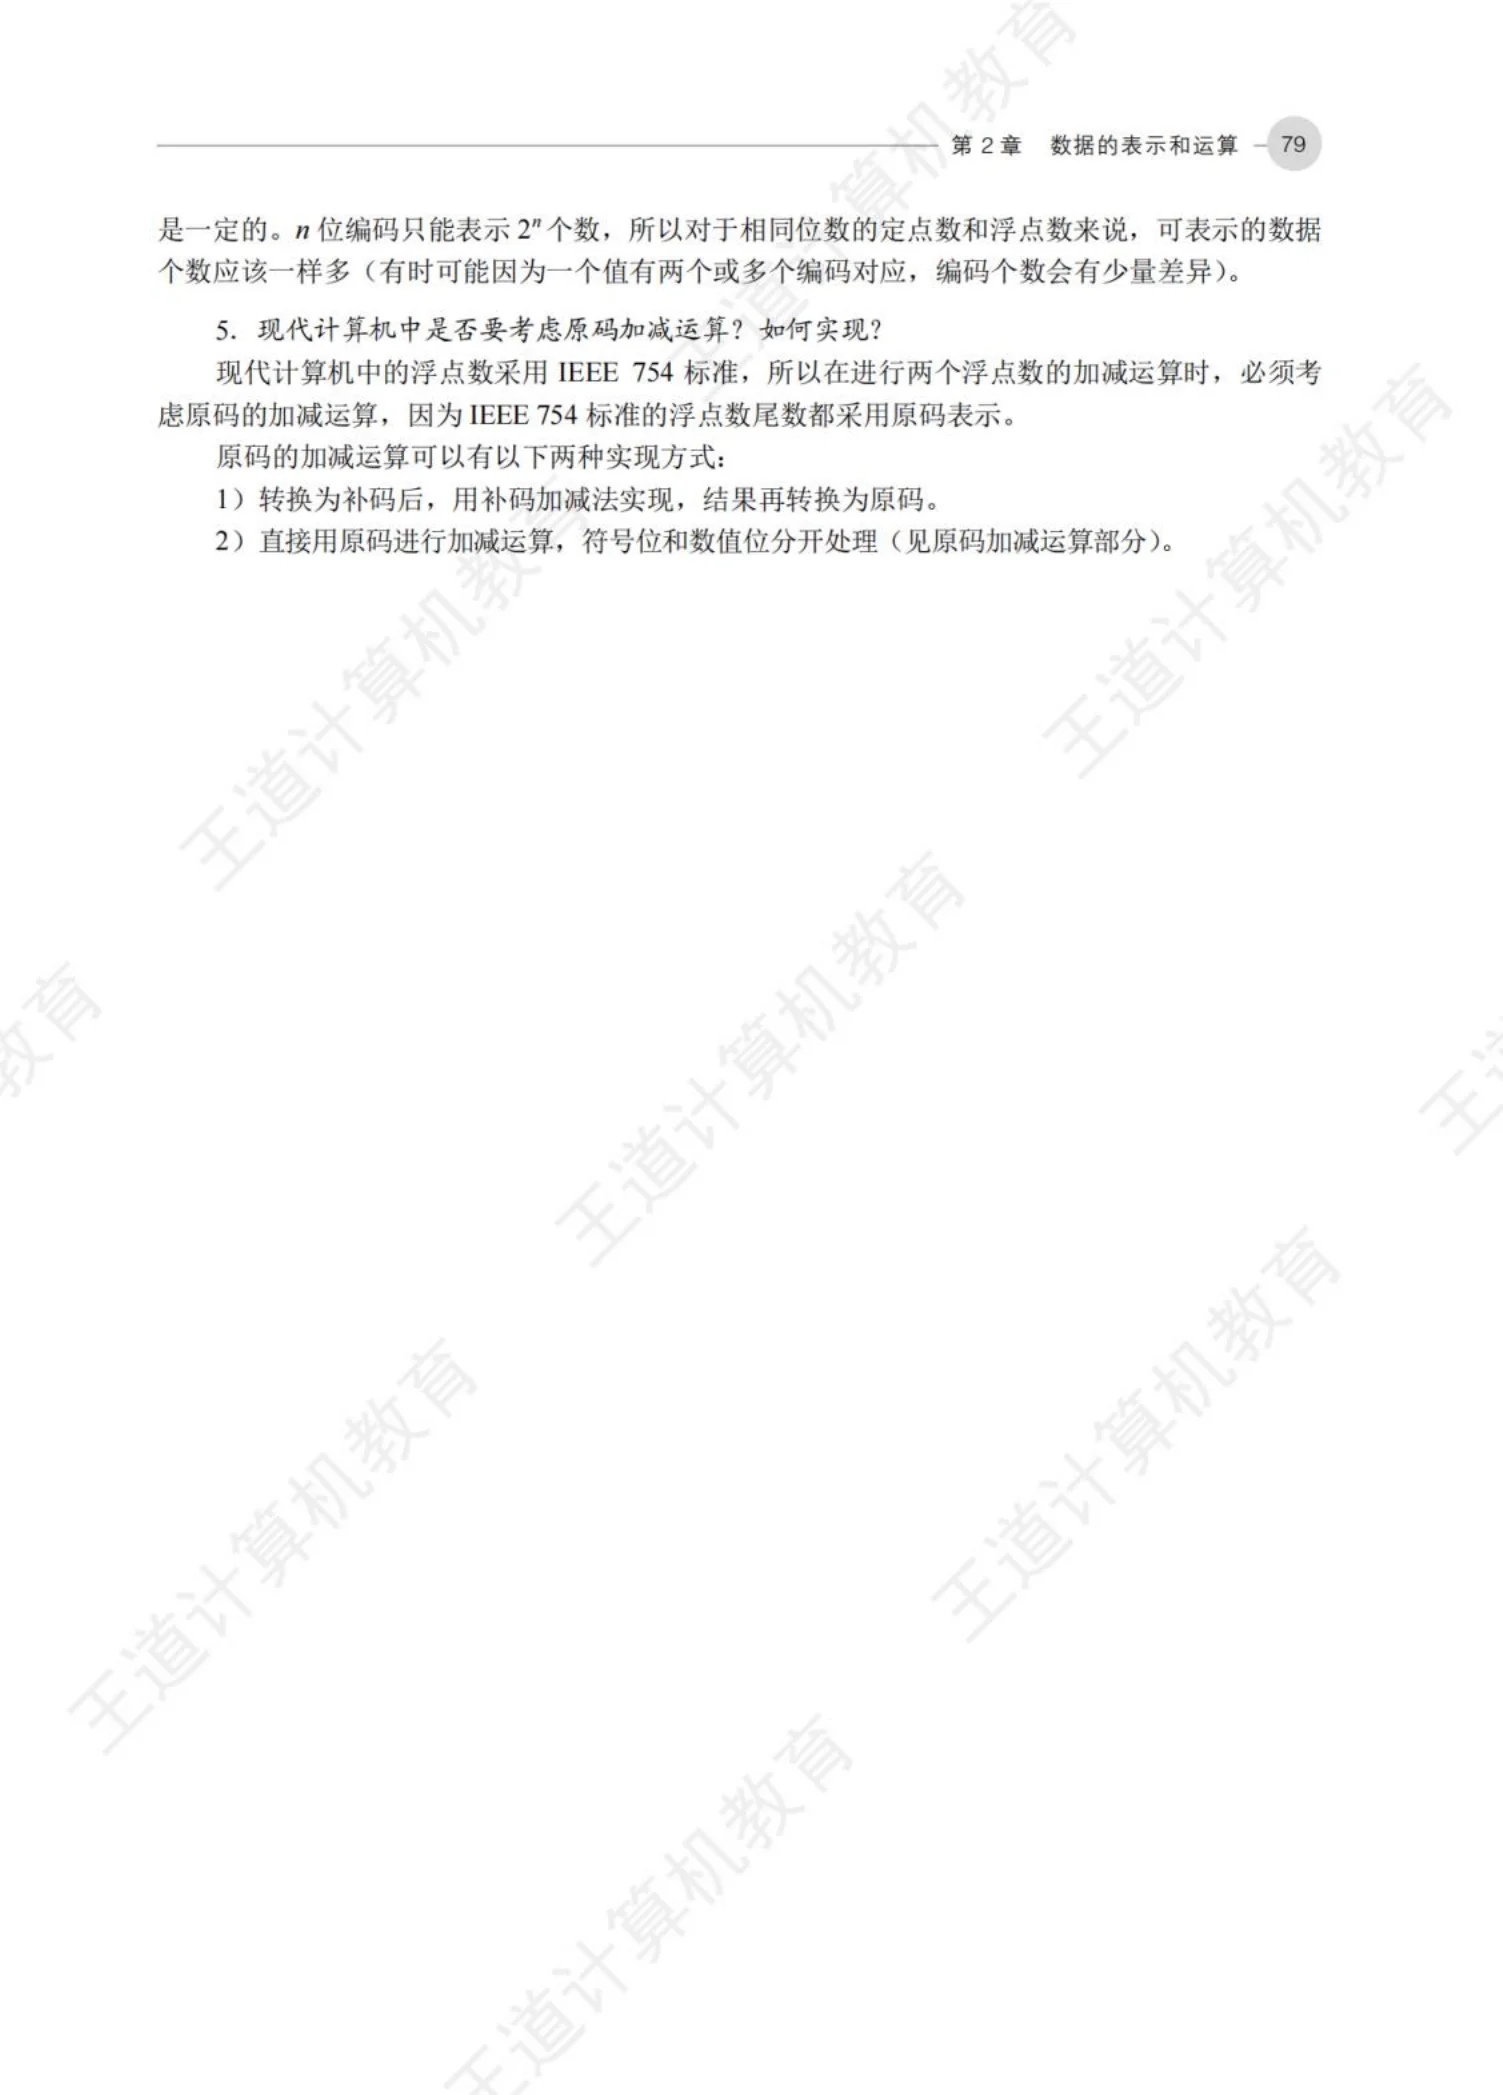 第 2 章　数据的表示和运算 79
是一定的。n 位编码只能表示 2ⁿ 个数，所以对于相同位数的定点数和浮点数来说，可表示的数据
个数应该一样多（有时可能因为一个值有两个或多个编码对应，编码个数会有少量差异）。
5．现代计算机中是否要考虑原码加减运算？如何实现？
现代计算机中的浮点数采用 IEEE 754 标准，所以在进行两个浮点数的加减运算时，必须考
虑原码的加减运算，因为 IEEE 754 标准的浮点数尾数都采用原码表示。
原码的加减运算可以有以下两种实现方式：
1）转换为补码后，用补码加减法实现，结果再转换为原码。
2）直接用原码进行加减运算，符号位和数值位分开处理（见原码加减运算部分）。
王道计算机教育
王道计算机教育
王道计算机教育
王道计算机教育
教育
王道
王道计算机教育
王道计算机教育
王道计算机教育